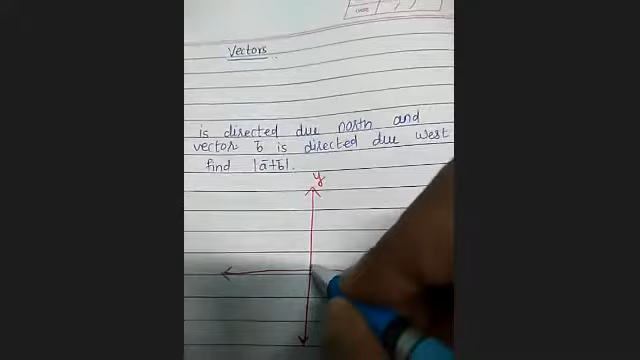 Vectors
is directed due north and
vector b̄ is directed due west
find |ā+b̄|.
y